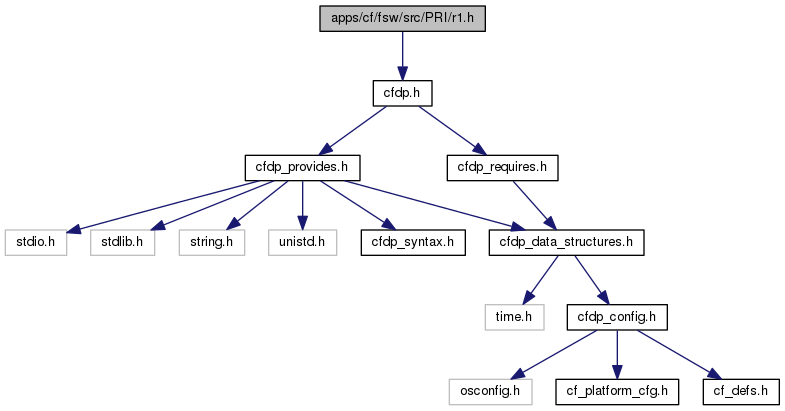 apps/cf/fsw/src/PRI/r1.h
cfdp.h
cfdp_provides.h
cfdp_requires.h
stdio.h
stdlib.h
string.h
unistd.h
cfdp_syntax.h
cfdp_data_structures.h
time.h
cfdp_config.h
osconfig.h
cf_platform_cfg.h
cf_defs.h